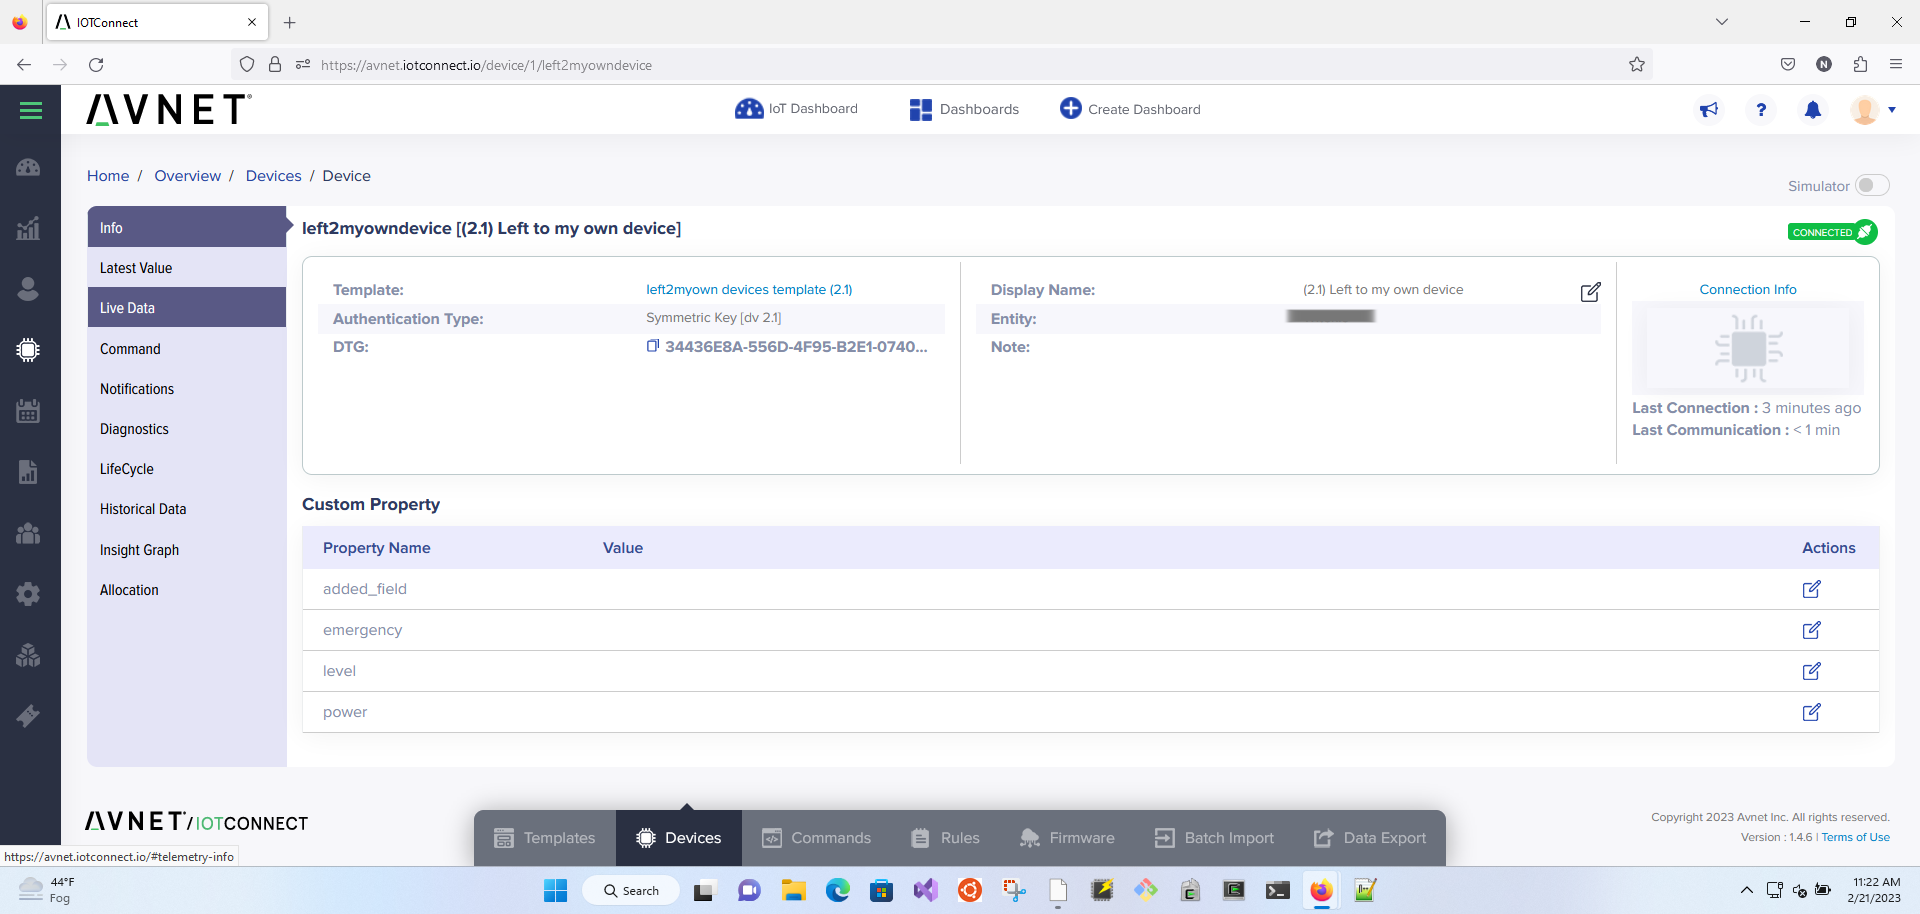 IOTConnect
https://avnet.iotconnect.io/device/1/left2myowndevice
N
AVNET®
IoT Dashboard
Dashboards
Create Dashboard
?
Home / Overview / Devices / Device
Simulator
Info
Latest Value
Live Data
Command
Notifications
Diagnostics
LifeCycle
Historical Data
Insight Graph
Allocation
left2myowndevice [(2.1) Left to my own device]
CONNECTED
Template: left2myown devices template (2.1)
Authentication Type: Symmetric Key [dv 2.1]
DTG: 34436E8A-556D-4F95-B2E1-0740...
Display Name: (2.1) Left to my own device
Entity:
Note:
Connection Info
Last Connection : 3 minutes ago
Last Communication : < 1 min
Custom Property
Property Name Value Actions
added_field
emergency
level
power
AVNET®/IOTCONNECT
Templates
Devices
Commands
Rules
Firmware
Batch Import
Data Export
Copyright 2023 Avnet Inc. All rights reserved.
Version : 1.4.6 | Terms of Use
https://avnet.iotconnect.io/#telemetry-info
44°F
Fog
Search
11:22 AM
2/21/2023